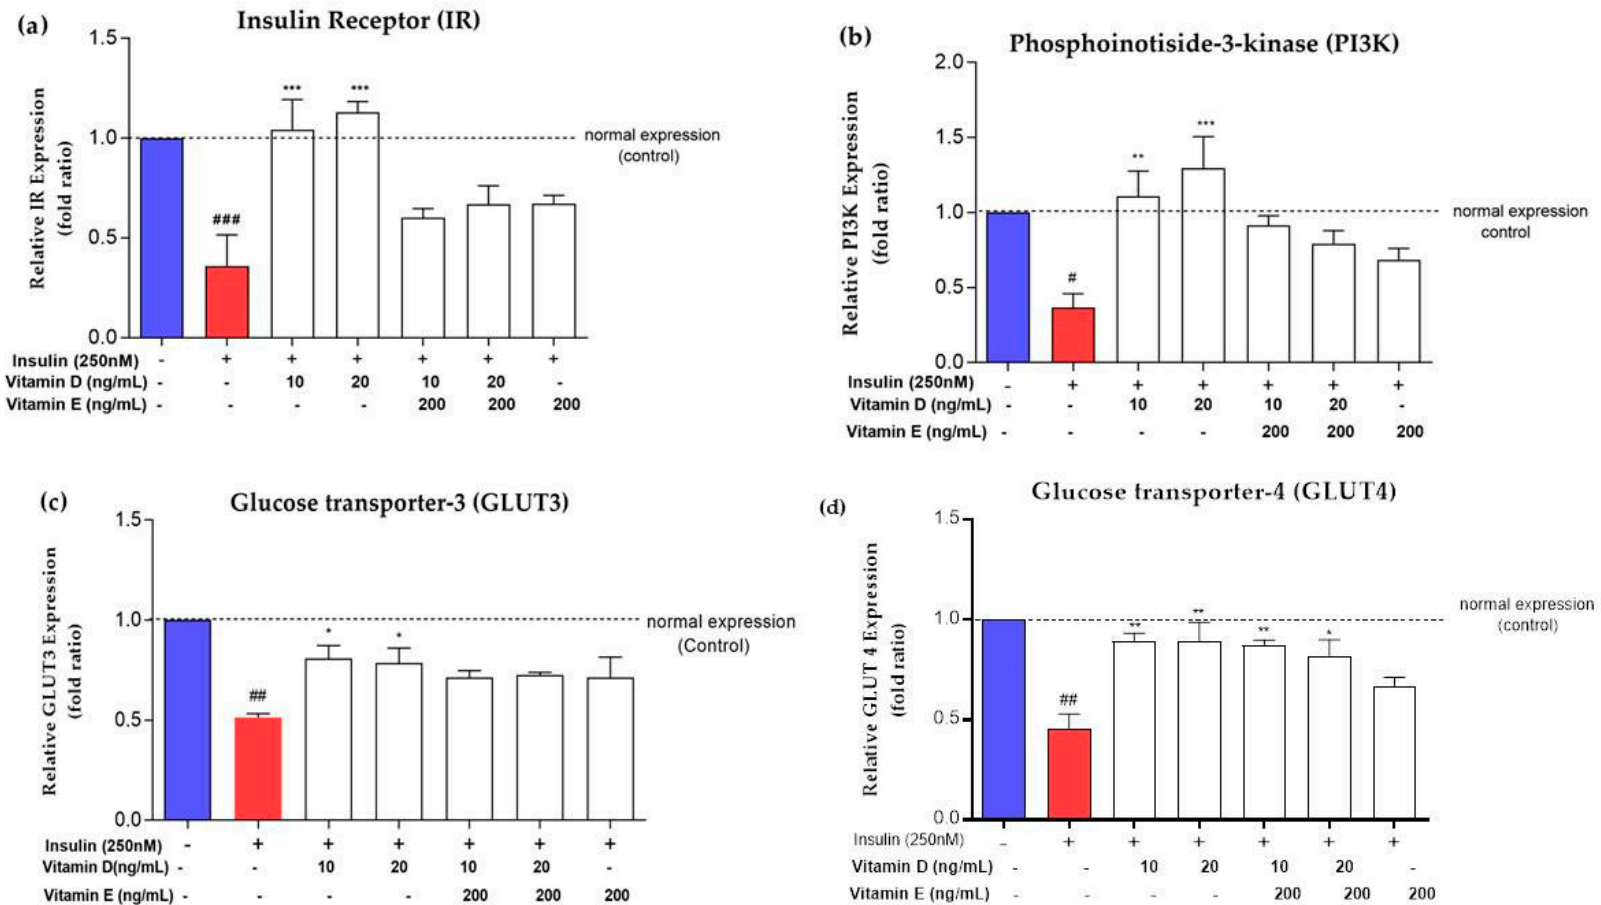 (a)
Insulin Receptor (IR)
Relative IR Expression
(fold ratio)
1.5
1.0
0.5
0.0
###
***
***
normal expression
(control)
Insulin (250nM) - + + + + + +
Vitamin D (ng/mL) - - 10 20 10 20 -
Vitamin E (ng/mL) - - - - 200 200 200
(b)
Phosphoinotiside-3-kinase (PI3K)
Relative PI3K Expression
(fold ratio)
2.0
1.5
1.0
0.5
0.0
#
**
***
normal expression
control
Insulin (250nM) - + + + + + +
Vitamin D (ng/mL) - - 10 20 10 20 -
Vitamin E (ng/mL) - - - - 200 200 200
(c)
Glucose transporter-3 (GLUT3)
Relative GLUT3 Expression
(fold ratio)
1.5
1.0
0.5
0.0
##
*
*
normal expression
(Control)
Insulin (250nM) - + + + + + +
Vitamin D(ng/mL) - - 10 20 10 20 -
Vitamin E (ng/mL) - - - - 200 200 200
(d)
Glucose transporter-4 (GLUT4)
Relative GLUT 4 Expression
(fold ratio)
1.5
1.0
0.5
0.0
##
**
**
**
*
normal expression
(control)
Insulin (250nM) - + + + + + +
Vitamin D (ng/mL) - - 10 20 10 20 -
Vitamin E (ng/mL) - - - - 200 200 200